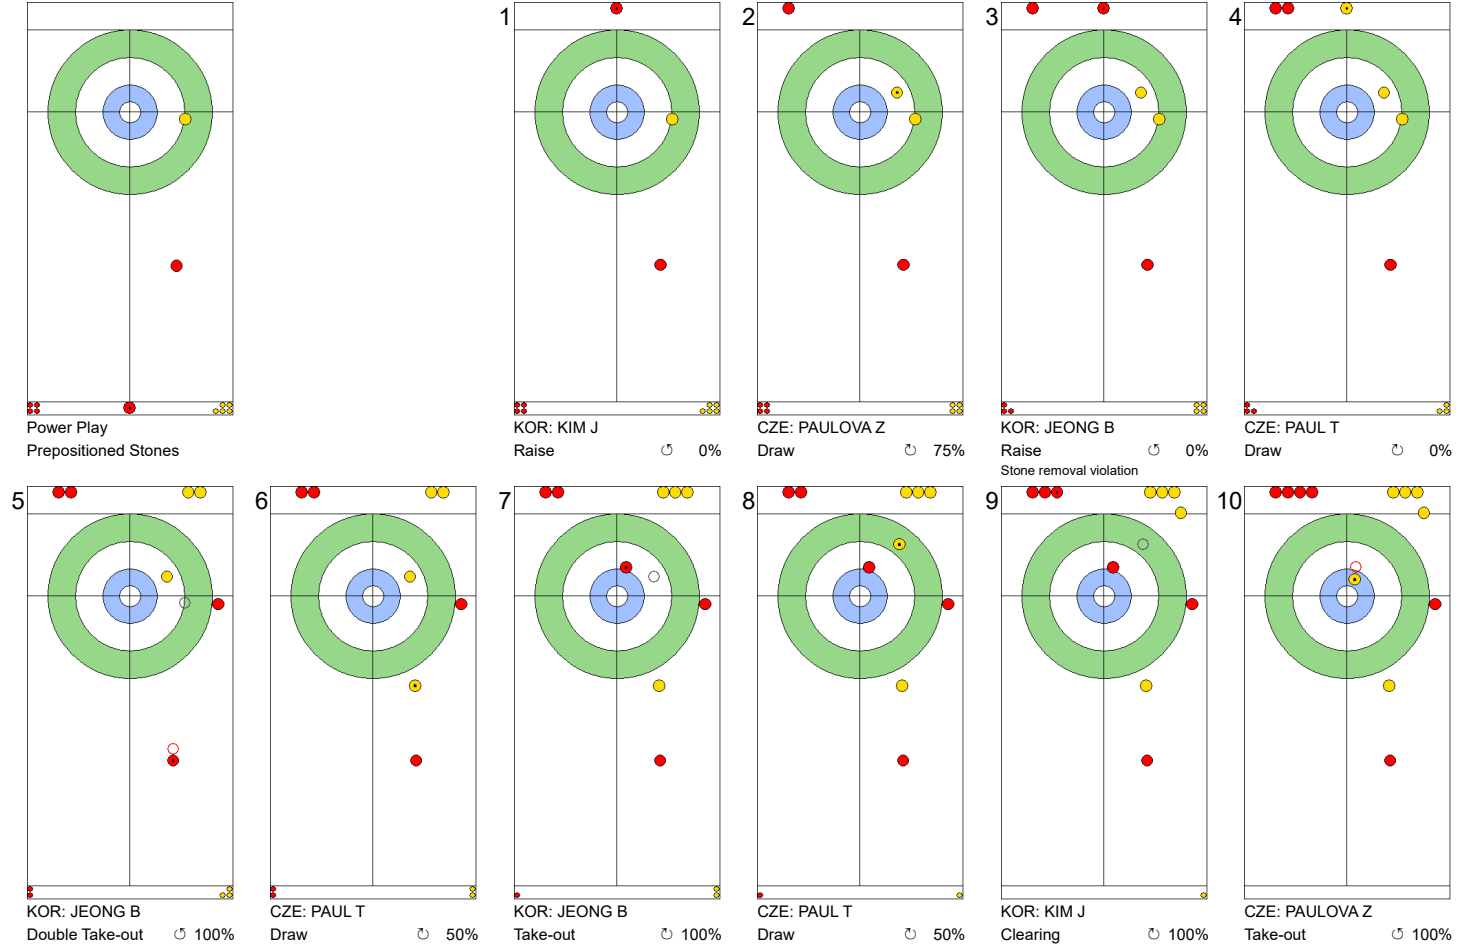 Power Play
Prepositioned Stones
1
KOR: KIM J
Raise 0%
2
CZE: PAULOVA Z
Draw 75%
3
KOR: JEONG B
Raise 0%
Stone removal violation
4
CZE: PAUL T
Draw 0%
5
KOR: JEONG B
Double Take-out 100%
6
CZE: PAUL T
Draw 50%
7
KOR: JEONG B
Take-out 100%
8
CZE: PAUL T
Draw 50%
9
KOR: KIM J
Clearing 100%
10
CZE: PAULOVA Z
Take-out 100%